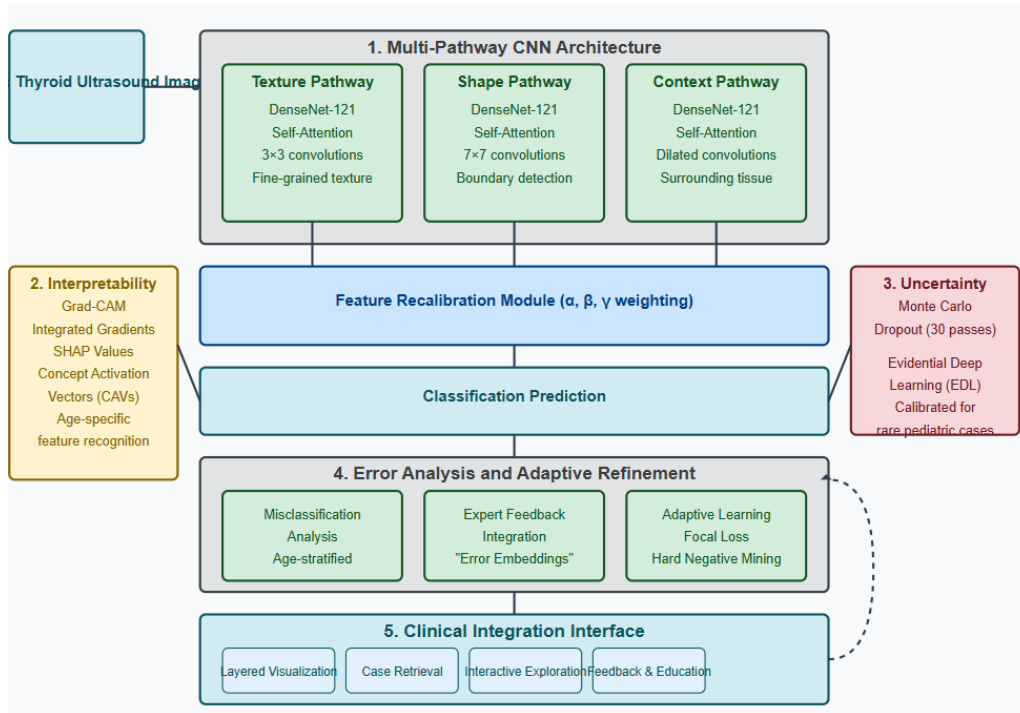 Thyroid Ultrasound Imag
1. Multi-Pathway CNN Architecture
Texture Pathway
DenseNet-121
Self-Attention
3×3 convolutions
Fine-grained texture
Shape Pathway
DenseNet-121
Self-Attention
7×7 convolutions
Boundary detection
Context Pathway
DenseNet-121
Self-Attention
Dilated convolutions
Surrounding tissue
Feature Recalibration Module (α, β, γ weighting)
2. Interpretability
Grad-CAM
Integrated Gradients
SHAP Values
Concept Activation
Vectors (CAVs)
Age-specific
feature recognition
3. Uncertainty
Monte Carlo
Dropout (30 passes)
Evidential Deep
Learning (EDL)
Calibrated for
rare pediatric cases
Classification Prediction
4. Error Analysis and Adaptive Refinement
Misclassification
Analysis
Age-stratified
Expert Feedback
Integration
"Error Embeddings"
Adaptive Learning
Focal Loss
Hard Negative Mining
5. Clinical Integration Interface
Layered Visualization
Case Retrieval
Interactive Exploration
Feedback & Education